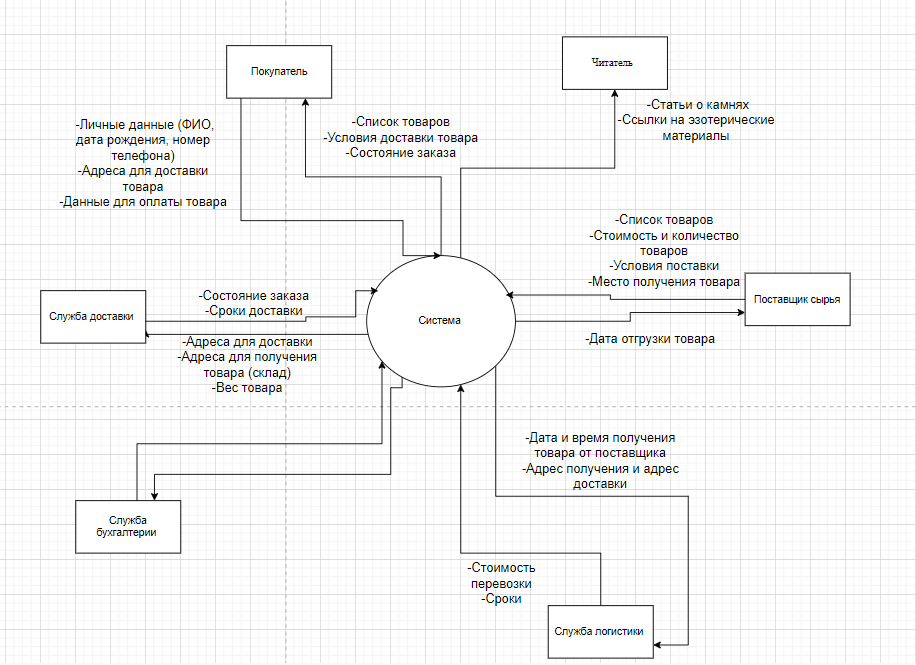 Покупатель
Читатель
-Личные данные (ФИО,
дата рождения, номер
телефона)
-Адреса для доставки
товара
-Данные для оплаты товара
-Список товаров
-Условия доставки товара
-Состояние заказа
-Статьи о камнях
-Ссылки на эзотерические
материалы
-Список товаров
-Стоимость и количество
товаров
-Условия поставки
-Место получения товара
Поставщик сырья
-Дата отгрузки товара
Служба доставки
-Состояние заказа
-Сроки доставки
-Адреса для доставки
-Адреса для получения
товара (склад)
-Вес товара
Система
Служба
бухгалтерии
-Дата и время получения
товара от поставщика
-Адрес получения и адрес
доставки
-Стоимость
перевозки
-Сроки
Служба логистики